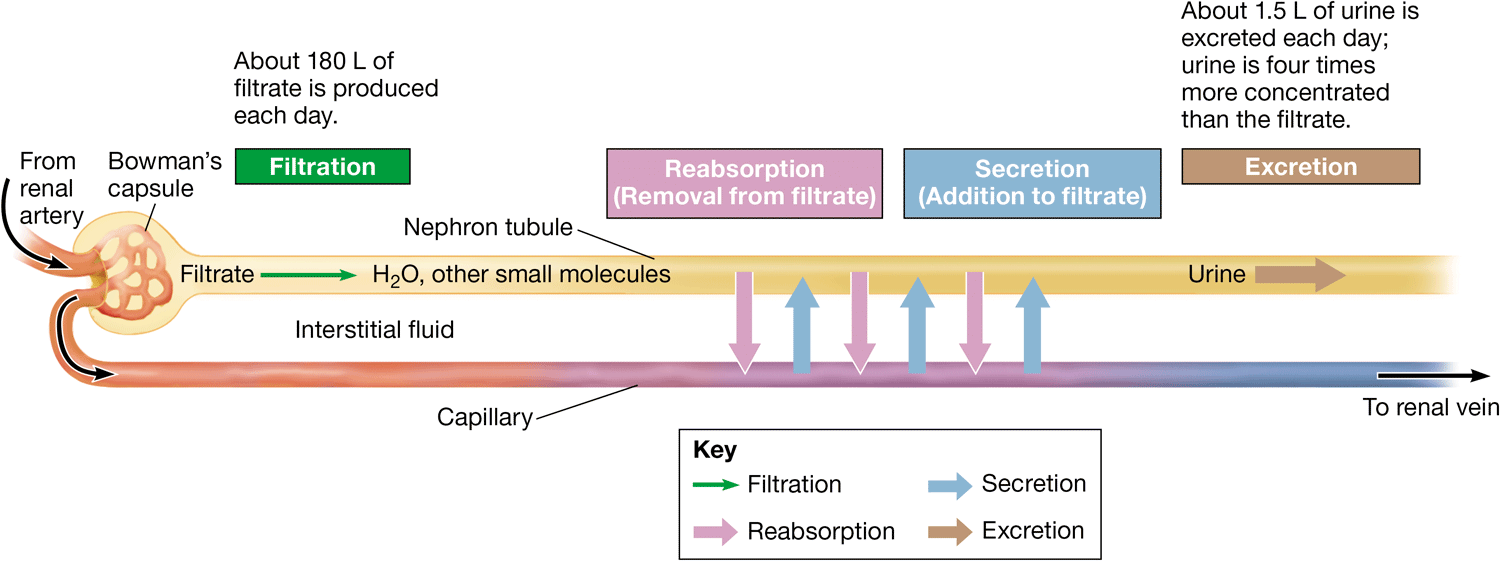 About 180 L of
filtrate is produced
each day.
About 1.5 L of urine is
excreted each day;
urine is four times
more concentrated
than the filtrate.
From
renal
artery
Bowman's
capsule
Filtration
Reabsorption
(Removal from filtrate)
Secretion
(Addition to filtrate)
Excretion
Nephron tubule
Filtrate
H₂O, other small molecules
Urine
Interstitial fluid
Capillary
To renal vein
Key
Filtration
Secretion
Reabsorption
Excretion